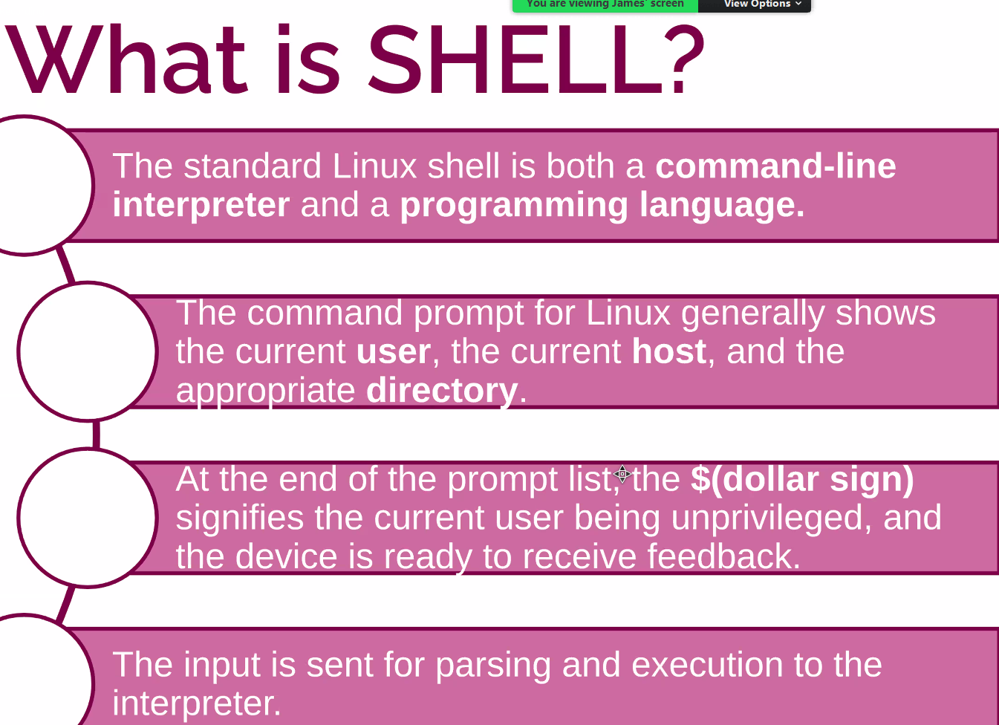 You are viewing James' screen
View Options
What is SHELL?
The standard Linux shell is both a command-line
interpreter and a programming language.
The command prompt for Linux generally shows
the current user, the current host, and the
appropriate directory.
At the end of the prompt list, the $(dollar sign)
signifies the current user being unprivileged, and
the device is ready to receive feedback.
The input is sent for parsing and execution to the
interpreter.